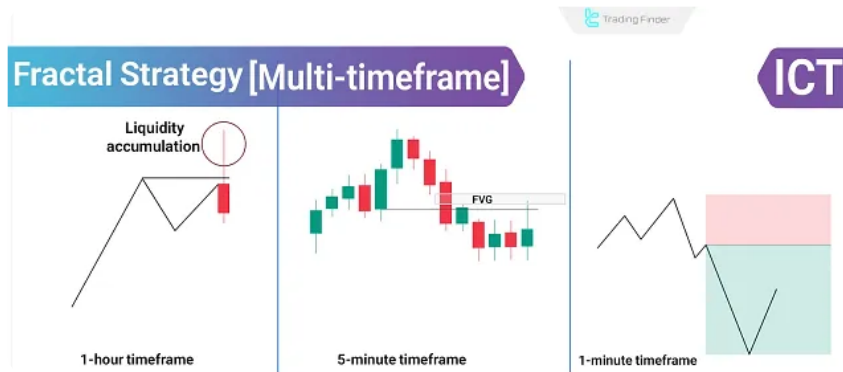 Trading Finder
Fractal Strategy [Multi-timeframe]
ICT
Liquidity
accumulation
FVG
1-hour timeframe
5-minute timeframe
1-minute timeframe